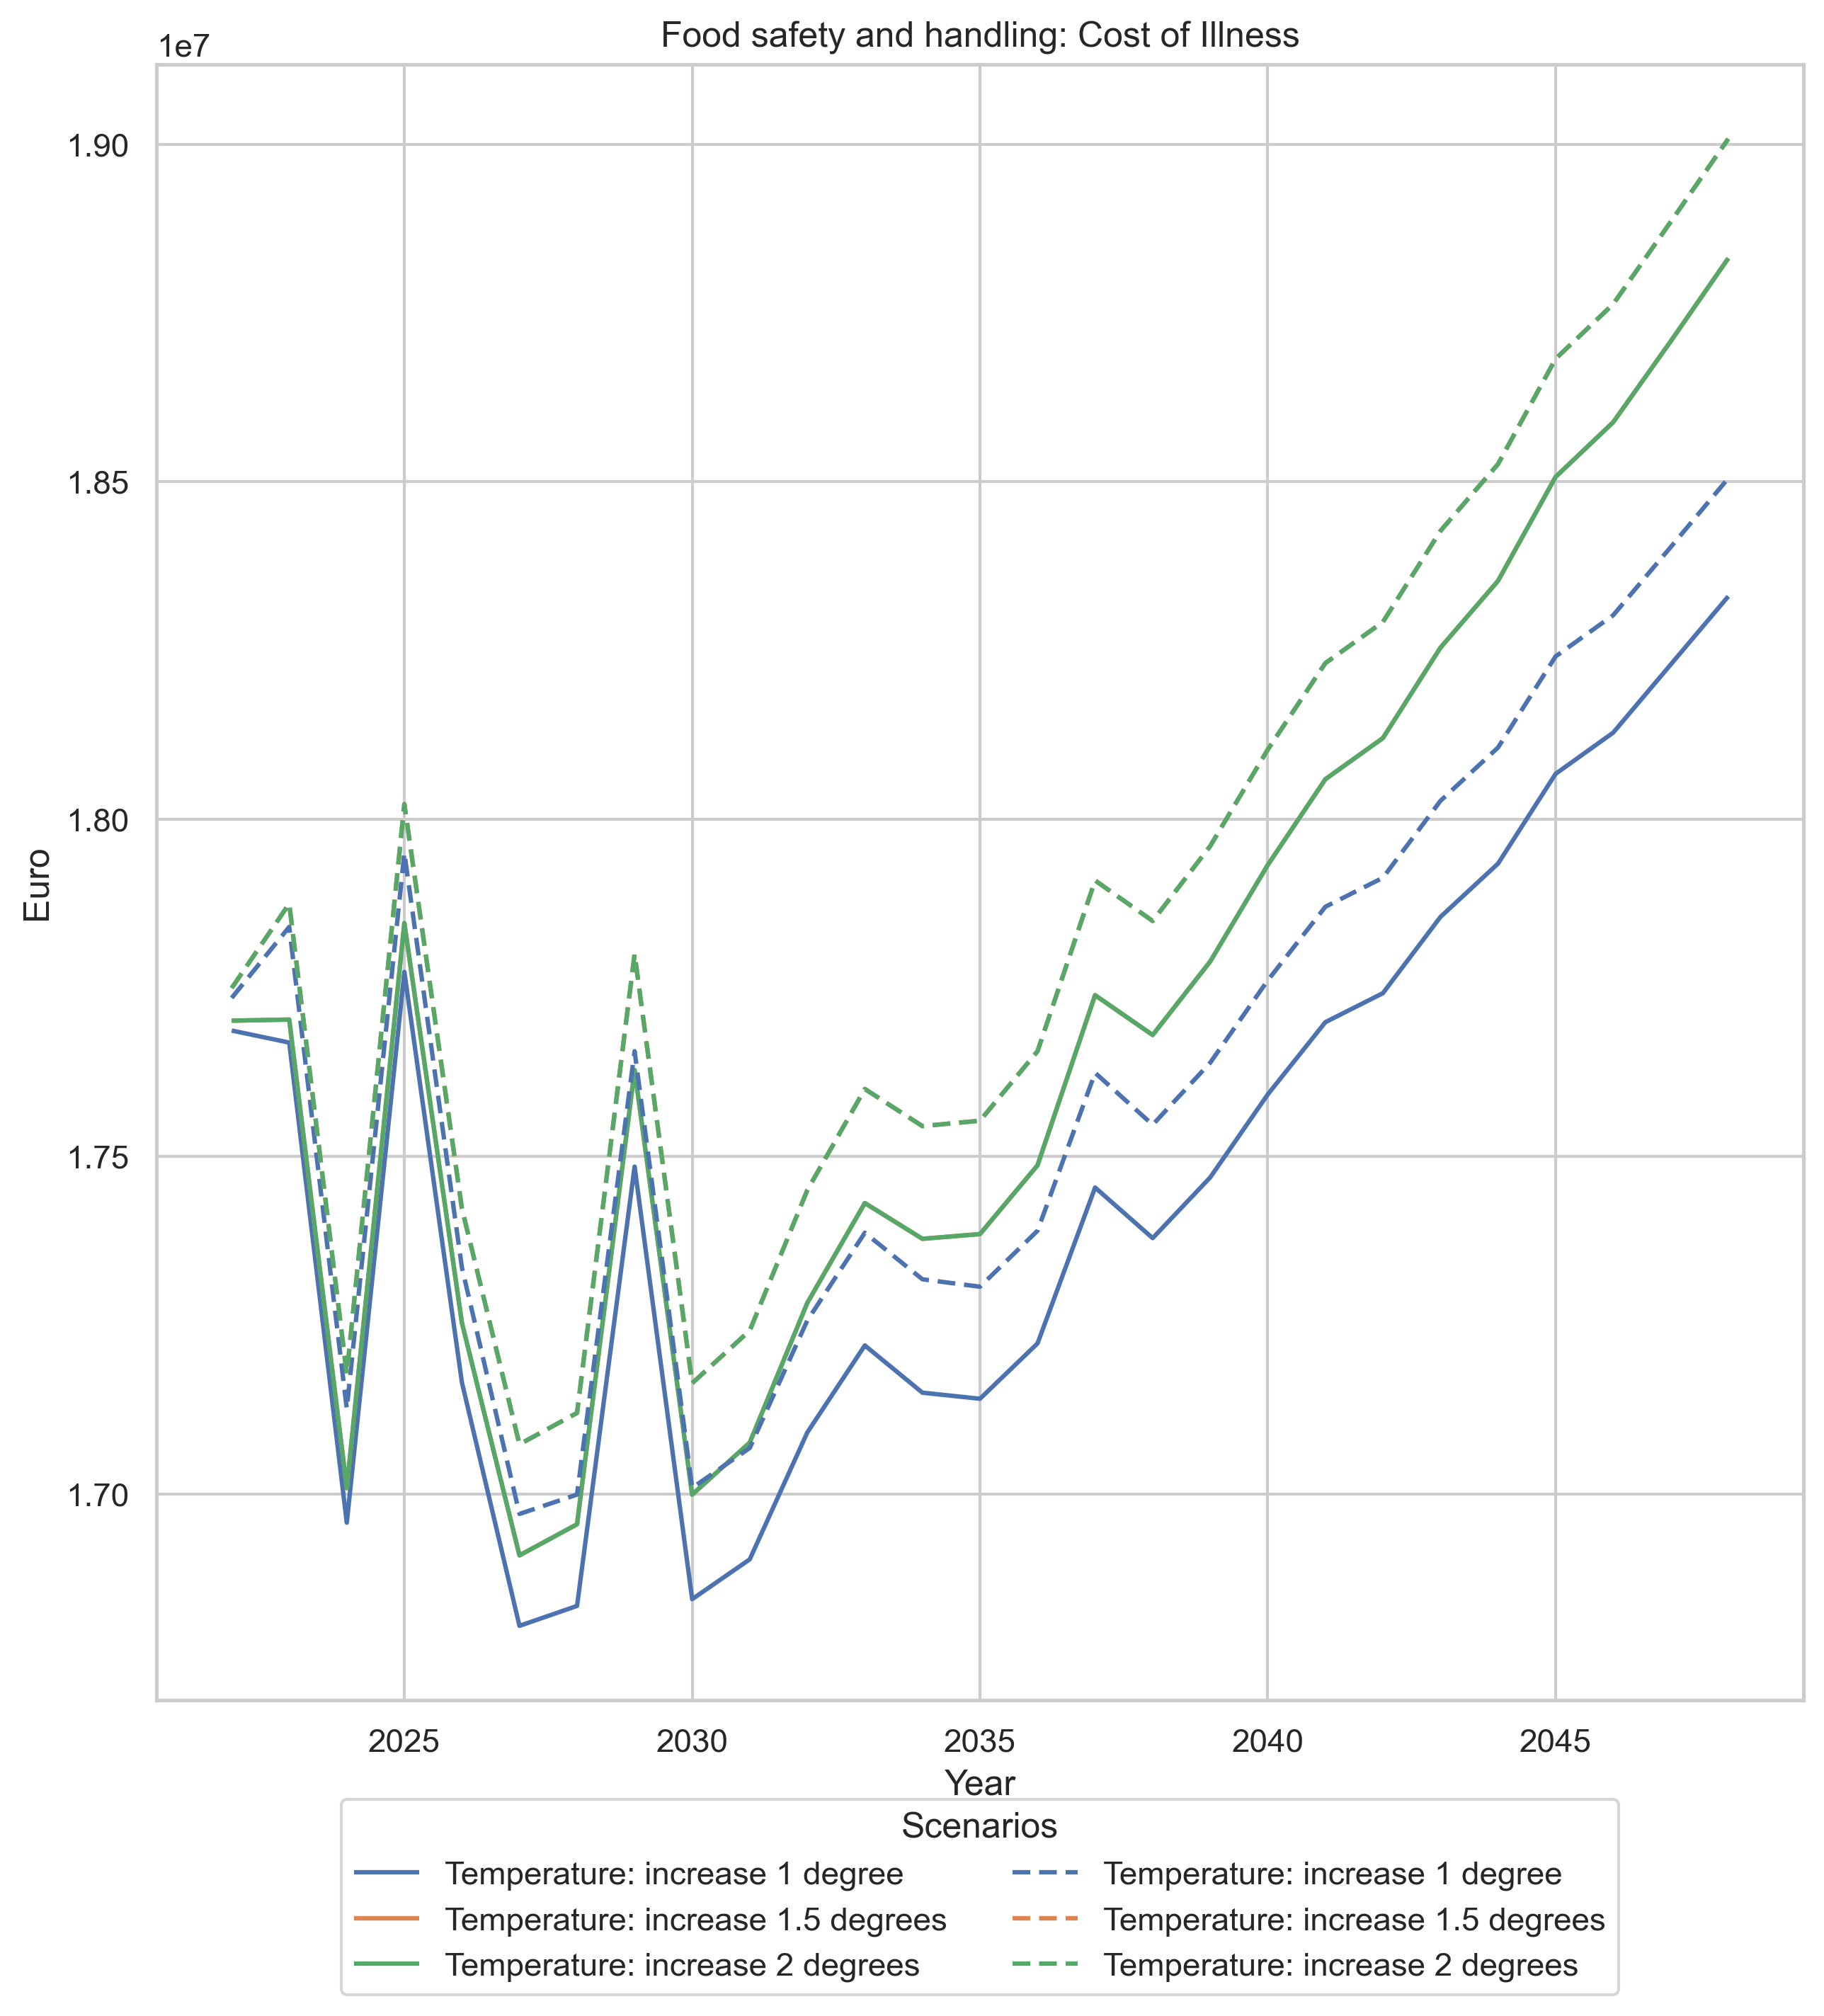 Food safety and handling: Cost of Illness
1e7
1.90
1.85
1.80
1.75
1.70
Euro
2025 2030 2035 2040 2045
Year
Scenarios
Temperature: increase 1 degree Temperature: increase 1 degree
Temperature: increase 1.5 degrees Temperature: increase 1.5 degrees
Temperature: increase 2 degrees Temperature: increase 2 degrees